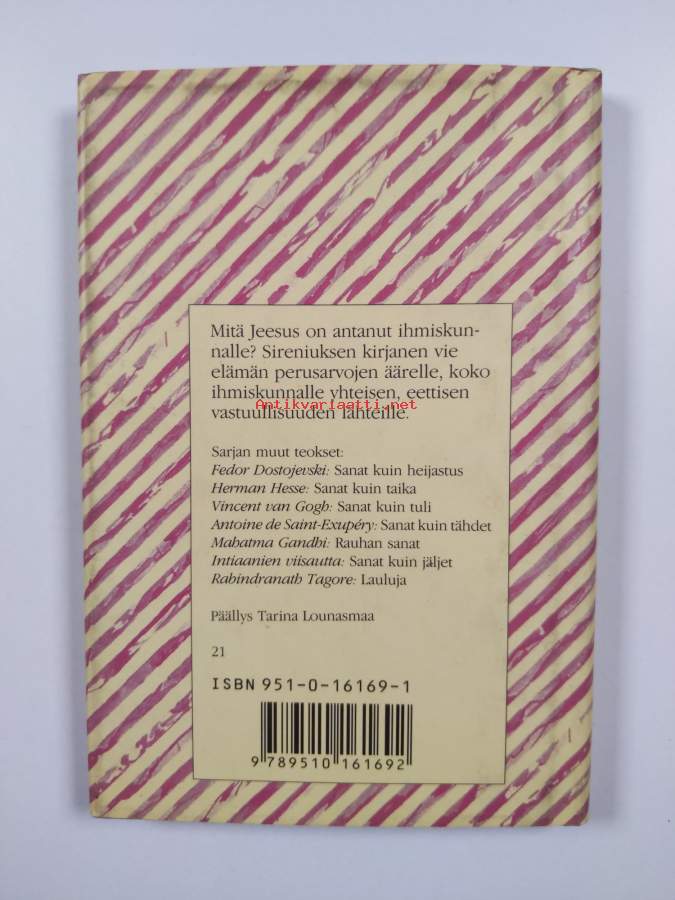 Mitä Jeesus on antanut ihmiskun-
nalle? Sireniuksen kirjanen vie
elämän perusarvojen äärelle, koko
ihmiskunnalle yhteisen, eettisen
Antikvariaatti.net
vastuullisuuden lähteille.
Sarjan muut teokset:
Fedor Dostojevski: Sanat kuin heijastus
Herman Hesse: Sanat kuin taika
Vincent van Gogh: Sanat kuin tuli
Antoine de Saint-Exupéry: Sanat kuin tähdet
Mahatma Gandhi: Rauhan sanat
Intiaanien viisautta: Sanat kuin jäljet
Rabindranath Tagore: Lauluja
Päällys Tarina Lounasmaa
21
ISBN 951-0-16169-1
9 789510 161692